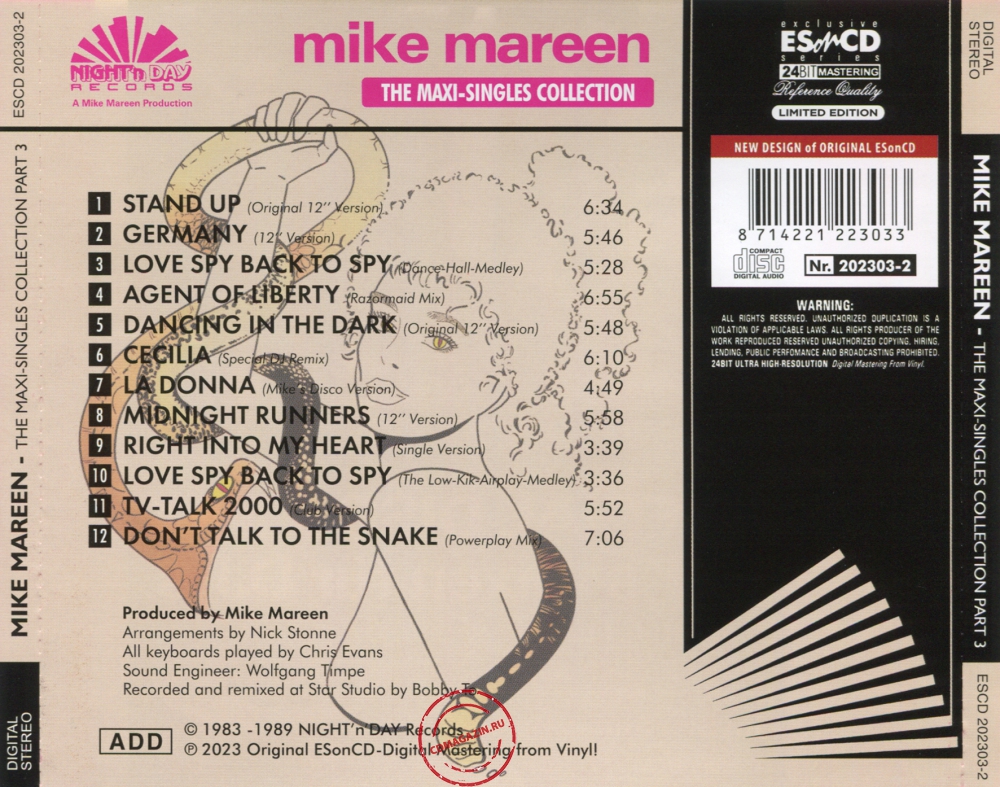 ESCD 202303-2
MIKE MAREEN - THE MAXI-SINGLES COLLECTION PART 3
DIGITAL
STEREO
NIGHT'n DAY
RECORDS
A Mike Mareen Production
mike mareen
THE MAXI-SINGLES COLLECTION
1 STAND UP (Original 12'' Version) 6:34
2 GERMANY (12'' Version) 5:46
3 LOVE SPY BACK TO SPY (Dance-Hall-Medley) 5:28
4 AGENT OF LIBERTY (Razormaid Mix) 6:55
5 DANCING IN THE DARK (Original 12'' Version) 5:48
6 CECILIA (Special DJ Remix) 6:10
7 LA DONNA (Mike's Disco Version) 4:49
8 MIDNIGHT RUNNERS (12'' Version) 5:58
9 RIGHT INTO MY HEART (Single Version) 3:39
10 LOVE SPY BACK TO SPY (The Low-Kik-Airplay-Medley) 3:36
11 TV-TALK 2000 (Club Version) 5:52
12 DON'T TALK TO THE SNAKE (Powerplay Mix) 7:06
Produced by Mike Mareen
Arrangements by Nick Stonne
All keyboards played by Chris Evans
Sound Engineer: Wolfgang Timpe
Recorded and remixed at Star Studio by Bobby To
ADD
© 1983 -1989 NIGHT'n'DAY Records
℗ 2023 Original ESonCD-Digital Mastering from Vinyl!
CDMAGAZIN.RU
exclusive
ESonCD
series
24BIT MASTERING
Reference Quality
LIMITED EDITION
NEW DESIGN of ORIGINAL ESonCD
8 714221 223033
COMPACT
disc
DIGITAL AUDIO
Nr. 202303-2
WARNING:
ALL RIGHTS RESERVED. UNAUTHORIZED DUPLICATION IS A
VIOLATION OF APPLICABLE LAWS. ALL RIGHTS PRODUCER OF THE
WORK REPRODUCED RESERVED UNAUTHORIZED COPYING, HIRING,
LENDING, PUBLIC PERFOMANCE AND BROADCASTING PROHIBITED.
24BIT ULTRA HIGH-RESOLUTION Digital Mastering From Vinyl.
DIGITAL
STEREO
MIKE MAREEN - THE MAXI-SINGLES COLLECTION PART 3
ESCD 202303-2